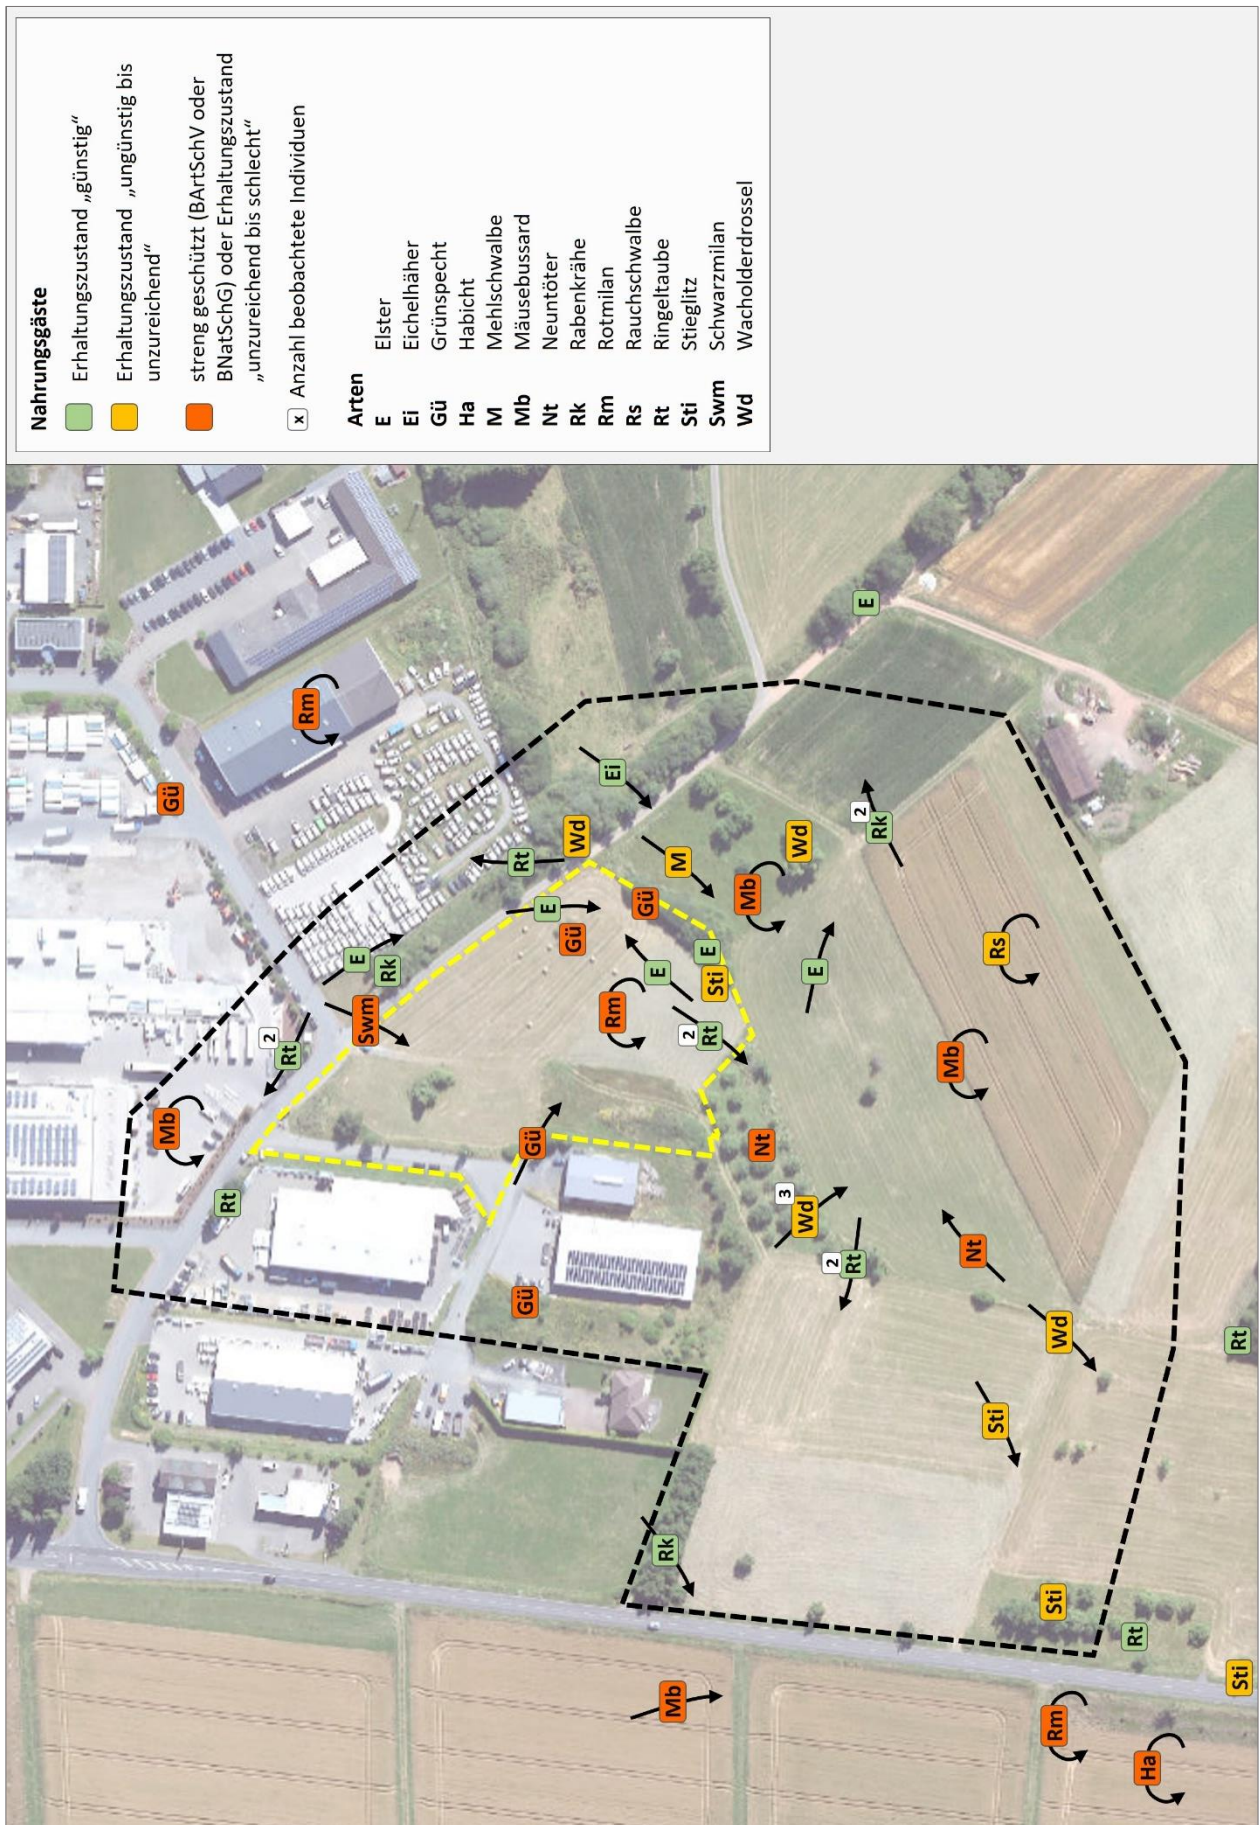 Nahrungsgäste
Erhaltungszustand „günstig“
Erhaltungszustand „ungünstig bis
unzureichend“
streng geschützt (BArtSchV oder
BNatSchG) oder Erhaltungszustand
„unzureichend bis schlecht“
x Anzahl beobachtete Individuen
Arten
E Elster
Ei Eichelhäher
Gü Grünspecht
Ha Habicht
M Mehlschwalbe
Mb Mäusebussard
Nt Neuntöter
Rk Rabenkrähe
Rm Rotmilan
Rs Rauchschwalbe
Rt Ringeltaube
Sti Stieglitz
Swm Schwarzmilan
Wd Wacholderdrossel
Mb
Gü
Rt
2
Rt
Rm
E
Swm
Rk
Rt
Gü
Gü
E
Gü
Wd
Rm
Ei
Gü
E
Rk
Mb
M
2
E
Rt
Sti
Mb
Nt
3
Wd
Wd
E
2
Rt
2
E
Rk
Mb
Nt
Sti
Rs
Rm
Sti
Wd
Rt
Ha
Rt
Sti